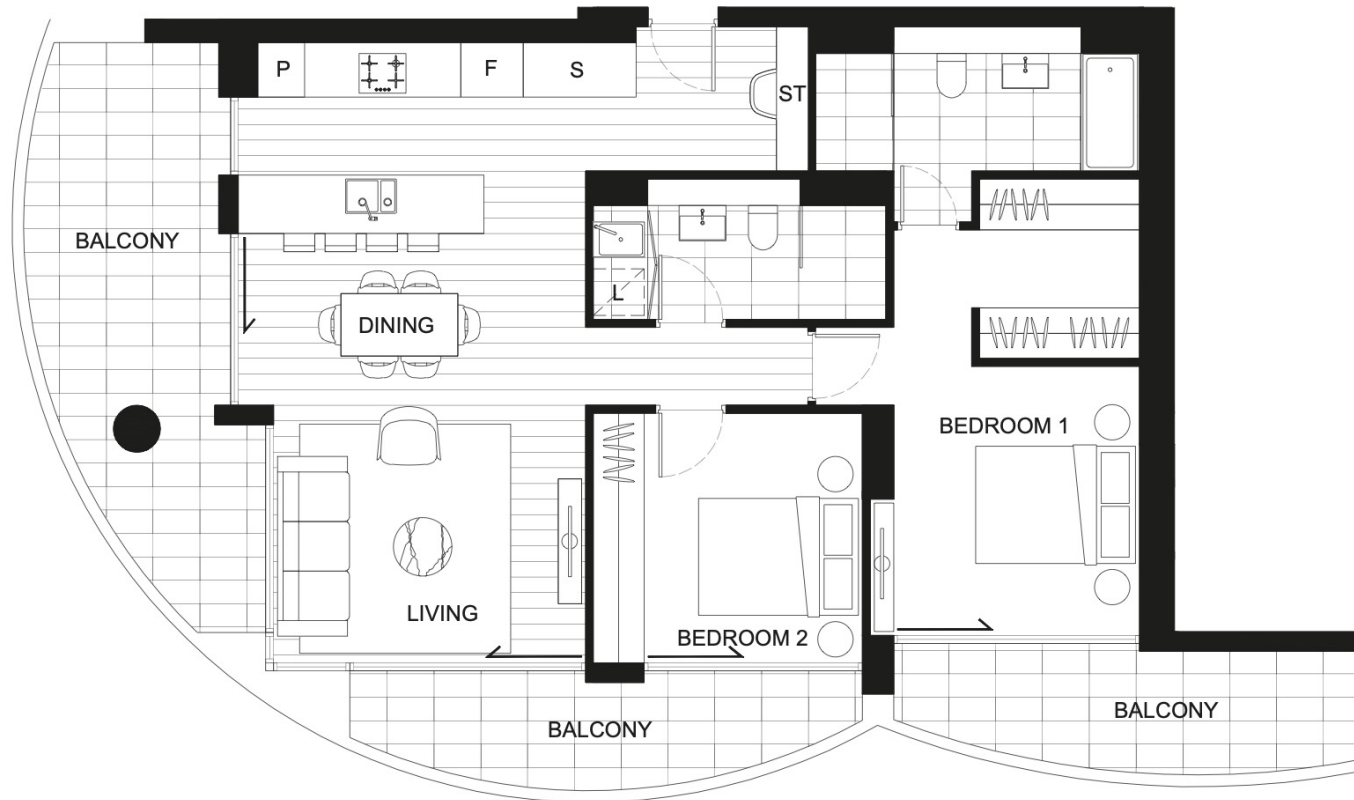 P
F
S
ST
BALCONY
L
DINING
BEDROOM 1
LIVING
BEDROOM 2
BALCONY
BALCONY